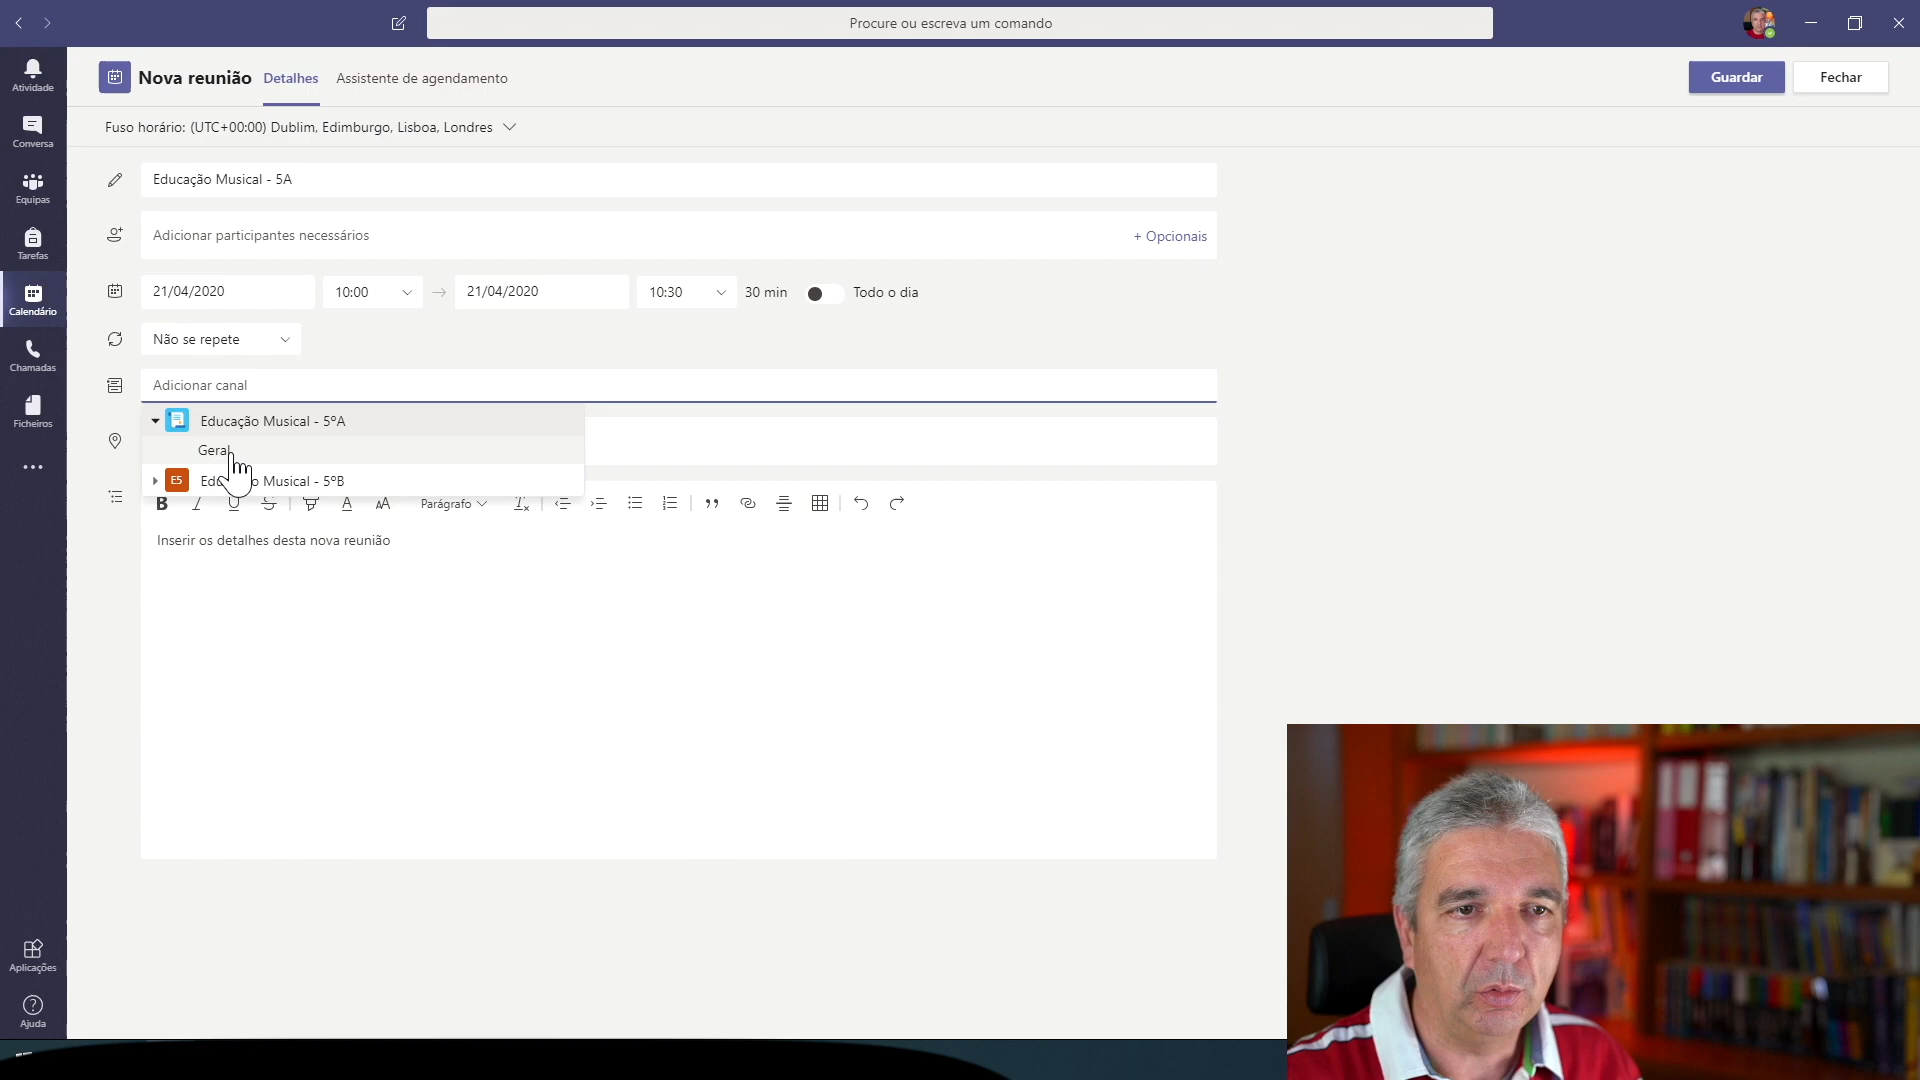 Procure ou escreva um comando
Atividade
Conversa
Equipas
Tarefas
Calendário
Chamadas
Ficheiros
Aplicações
Ajuda
Nova reunião Detalhes Assistente de agendamento
Guardar Fechar
Fuso horário: (UTC+00:00) Dublim, Edimburgo, Lisboa, Londres
Educação Musical - 5A
Adicionar participantes necessários + Opcionais
21/04/2020 10:00 21/04/2020 10:30 30 min Todo o dia
Não se repete
Adicionar canal
Educação Musical - 5ºA
Geral
E5 Musical - 5ºB
B I U S A AA Parágrafo
Inserir os detalhes desta nova reunião